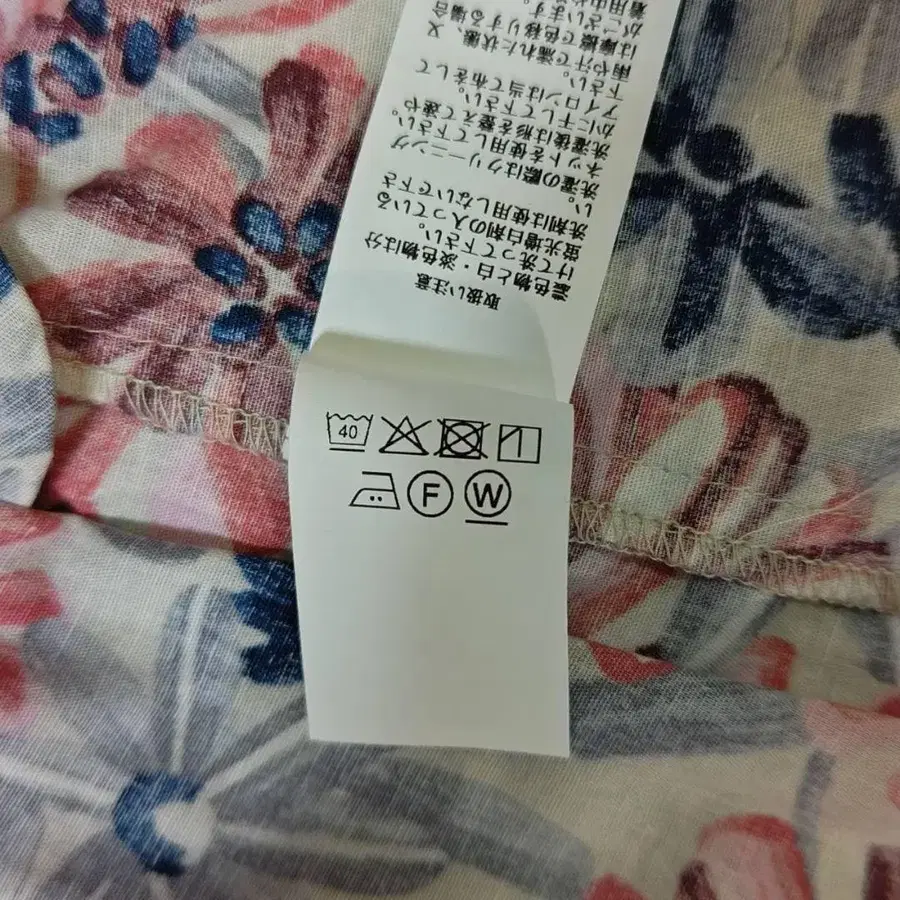 取扱い注意
濃色物と白・淡色物は分
けて洗って下さい。
蛍光増白剤の入っている
洗剤は使用しないで下さ
い。
洗濯の際はクリーニング
ネットを使用して下さい。
洗濯後は形を整えて速や
かに干して下さい。
アイロンは当て布をして
下さい。
雨や汗で濡れた状態、又
は摩擦で色移りする場合
がございます。
着用中
40
F W